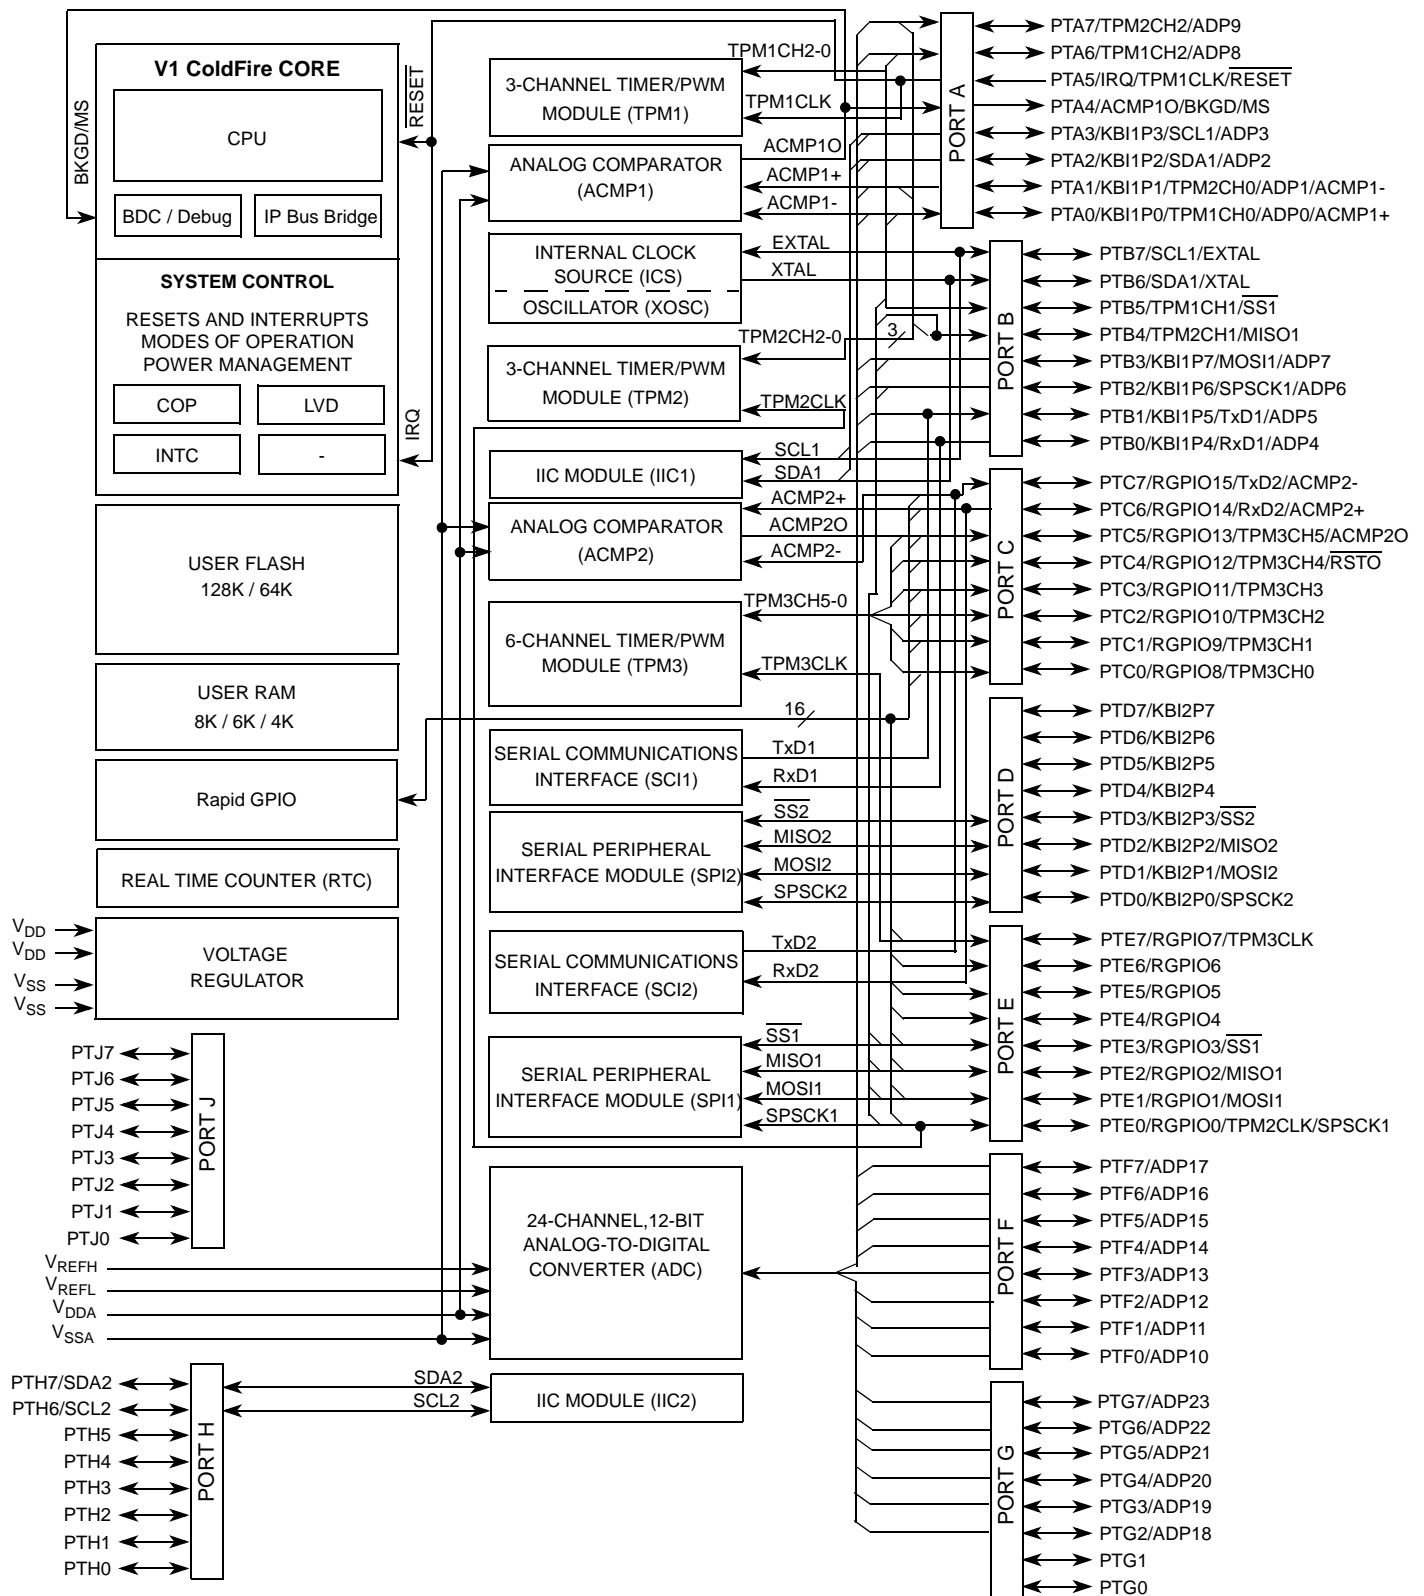 V1 ColdFire CORE
CPU
BDC / Debug
IP Bus Bridge
BKGD/MS
RESET
SYSTEM CONTROL
RESETS AND INTERRUPTS
MODES OF OPERATION
POWER MANAGEMENT
COP
LVD
INTC
-
IRQ
USER FLASH
128K / 64K
USER RAM
8K / 6K / 4K
Rapid GPIO
REAL TIME COUNTER (RTC)
VDD
VDD
VSS
VSS
VOLTAGE
REGULATOR
PTJ7
PTJ6
PTJ5
PTJ4
PTJ3
PTJ2
PTJ1
PTJ0
PORT J
VREFH
VREFL
VDDA
VSSA
PTH7/SDA2
PTH6/SCL2
PTH5
PTH4
PTH3
PTH2
PTH1
PTH0
PORT H
3-CHANNEL TIMER/PWM
MODULE (TPM1)
TPM1CH2-0
TPM1CLK
ANALOG COMPARATOR
(ACMP1)
ACMP1O
ACMP1+
ACMP1-
INTERNAL CLOCK
SOURCE (ICS)
OSCILLATOR (XOSC)
EXTAL
XTAL
3-CHANNEL TIMER/PWM
MODULE (TPM2)
TPM2CH2-0
3
TPM2CLK
IIC MODULE (IIC1)
SCL1
SDA1
ANALOG COMPARATOR
(ACMP2)
ACMP2+
ACMP2O
ACMP2-
6-CHANNEL TIMER/PWM
MODULE (TPM3)
TPM3CH5-0
TPM3CLK
16
SERIAL COMMUNICATIONS
INTERFACE (SCI1)
TxD1
RxD1
SERIAL PERIPHERAL
INTERFACE MODULE (SPI2)
SS2
MISO2
MOSI2
SPSCK2
SERIAL COMMUNICATIONS
INTERFACE (SCI2)
TxD2
RxD2
SERIAL PERIPHERAL
INTERFACE MODULE (SPI1)
SS1
MISO1
MOSI1
SPSCK1
24-CHANNEL,12-BIT
ANALOG-TO-DIGITAL
CONVERTER (ADC)
IIC MODULE (IIC2)
SDA2
SCL2
PORT A
PTA7/TPM2CH2/ADP9
PTA6/TPM1CH2/ADP8
PTA5/IRQ/TPM1CLK/RESET
PTA4/ACMP1O/BKGD/MS
PTA3/KBI1P3/SCL1/ADP3
PTA2/KBI1P2/SDA1/ADP2
PTA1/KBI1P1/TPM2CH0/ADP1/ACMP1-
PTA0/KBI1P0/TPM1CH0/ADP0/ACMP1+
PORT B
PTB7/SCL1/EXTAL
PTB6/SDA1/XTAL
PTB5/TPM1CH1/SS1
PTB4/TPM2CH1/MISO1
PTB3/KBI1P7/MOSI1/ADP7
PTB2/KBI1P6/SPSCK1/ADP6
PTB1/KBI1P5/TxD1/ADP5
PTB0/KBI1P4/RxD1/ADP4
PORT C
PTC7/RGPIO15/TxD2/ACMP2-
PTC6/RGPIO14/RxD2/ACMP2+
PTC5/RGPIO13/TPM3CH5/ACMP2O
PTC4/RGPIO12/TPM3CH4/RSTO
PTC3/RGPIO11/TPM3CH3
PTC2/RGPIO10/TPM3CH2
PTC1/RGPIO9/TPM3CH1
PTC0/RGPIO8/TPM3CH0
PORT D
PTD7/KBI2P7
PTD6/KBI2P6
PTD5/KBI2P5
PTD4/KBI2P4
PTD3/KBI2P3/SS2
PTD2/KBI2P2/MISO2
PTD1/KBI2P1/MOSI2
PTD0/KBI2P0/SPSCK2
PORT E
PTE7/RGPIO7/TPM3CLK
PTE6/RGPIO6
PTE5/RGPIO5
PTE4/RGPIO4
PTE3/RGPIO3/SS1
PTE2/RGPIO2/MISO1
PTE1/RGPIO1/MOSI1
PTE0/RGPIO0/TPM2CLK/SPSCK1
PORT F
PTF7/ADP17
PTF6/ADP16
PTF5/ADP15
PTF4/ADP14
PTF3/ADP13
PTF2/ADP12
PTF1/ADP11
PTF0/ADP10
PORT G
PTG7/ADP23
PTG6/ADP22
PTG5/ADP21
PTG4/ADP20
PTG3/ADP19
PTG2/ADP18
PTG1
PTG0